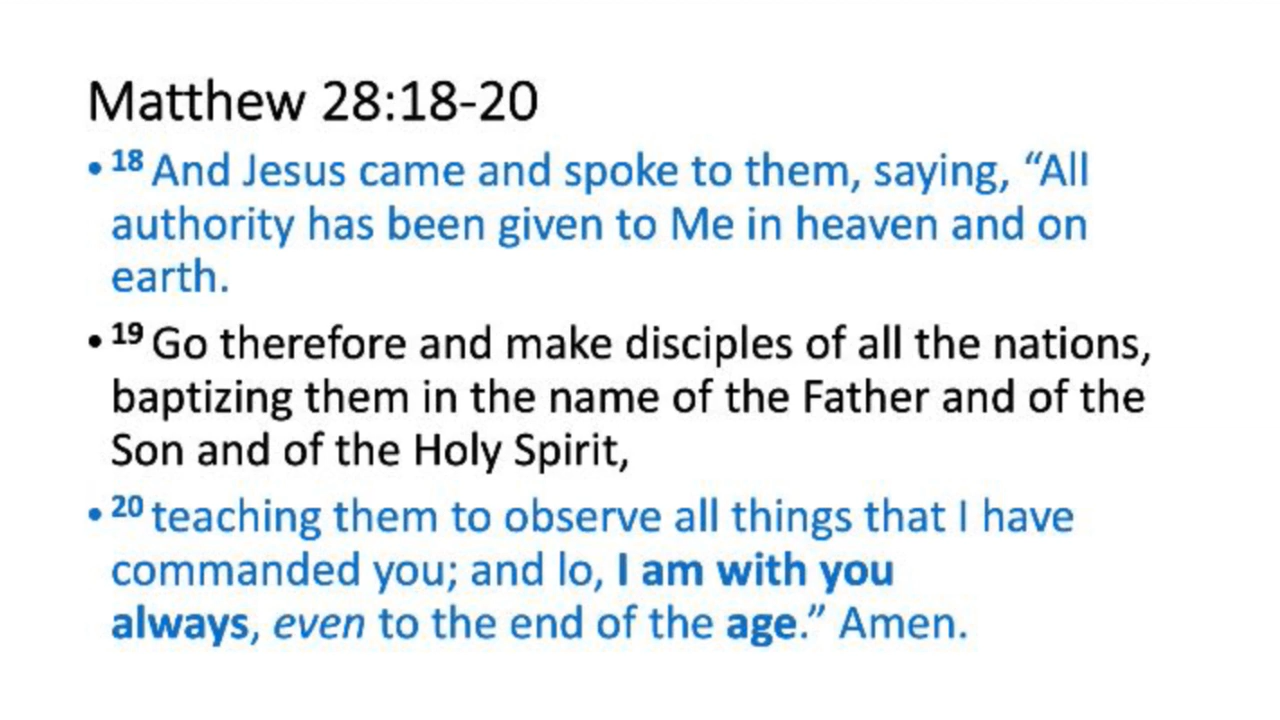 Matthew 28:18-20
• 18 And Jesus came and spoke to them, saying, “All
authority has been given to Me in heaven and on
earth.
• 19 Go therefore and make disciples of all the nations,
baptizing them in the name of the Father and of the
Son and of the Holy Spirit,
• 20 teaching them to observe all things that I have
commanded you; and lo, I am with you
always, even to the end of the age.” Amen.